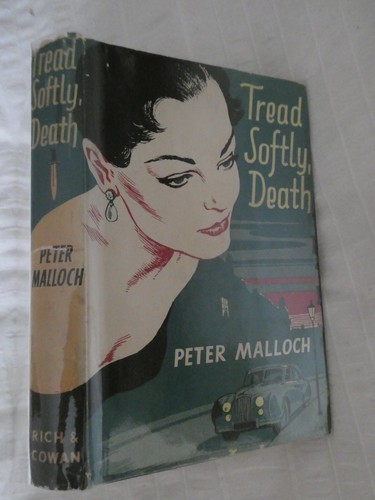 Tread
Softly,
Death
PETER
MALLOCH
RICH &
COWAN
Tread
Softly,
Death
PETER MALLOCH